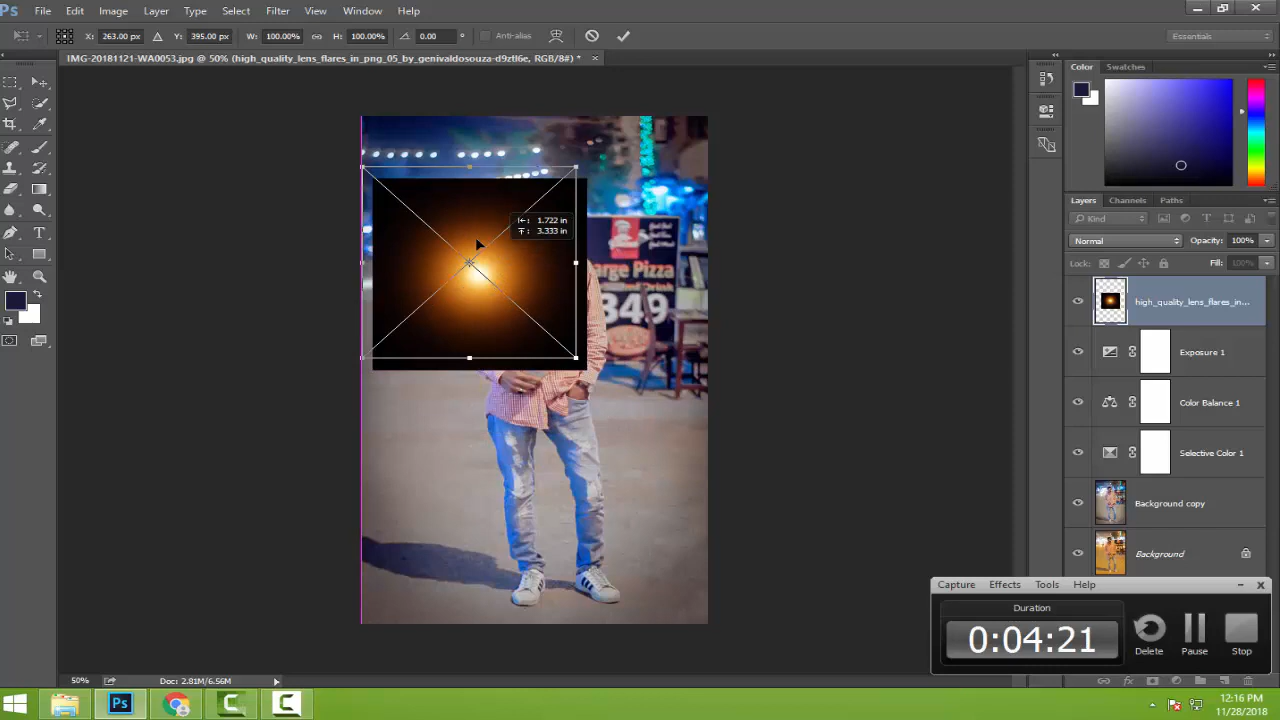 Ps File Edit Image Layer Type Select Filter View Window Help
X: 263.00 px Y: 395.00 px W: 100.00% H: 100.00% 0.00 ° Anti-alias Essentials
IMG-20181121-WA0053.jpg @ 50% (high_quality_lens_flares_in_png_05_by_genivaldosouza-d9ztl6e, RGB/8#) * ×
Color Swatches
Layers Channels Paths
Kind
Normal Opacity: 100%
Lock: Fill: 100%
high_quality_lens_flares_in...
Exposure 1
Color Balance 1
Selective Color 1
Background copy
Background
1.722 in
3.333 in
arge Pizza
349
Capture Effects Tools Help
Duration
0:04:21
Delete Pause Stop
50% Doc: 2.81M/6.56M
Ps
12:16 PM
11/28/2018